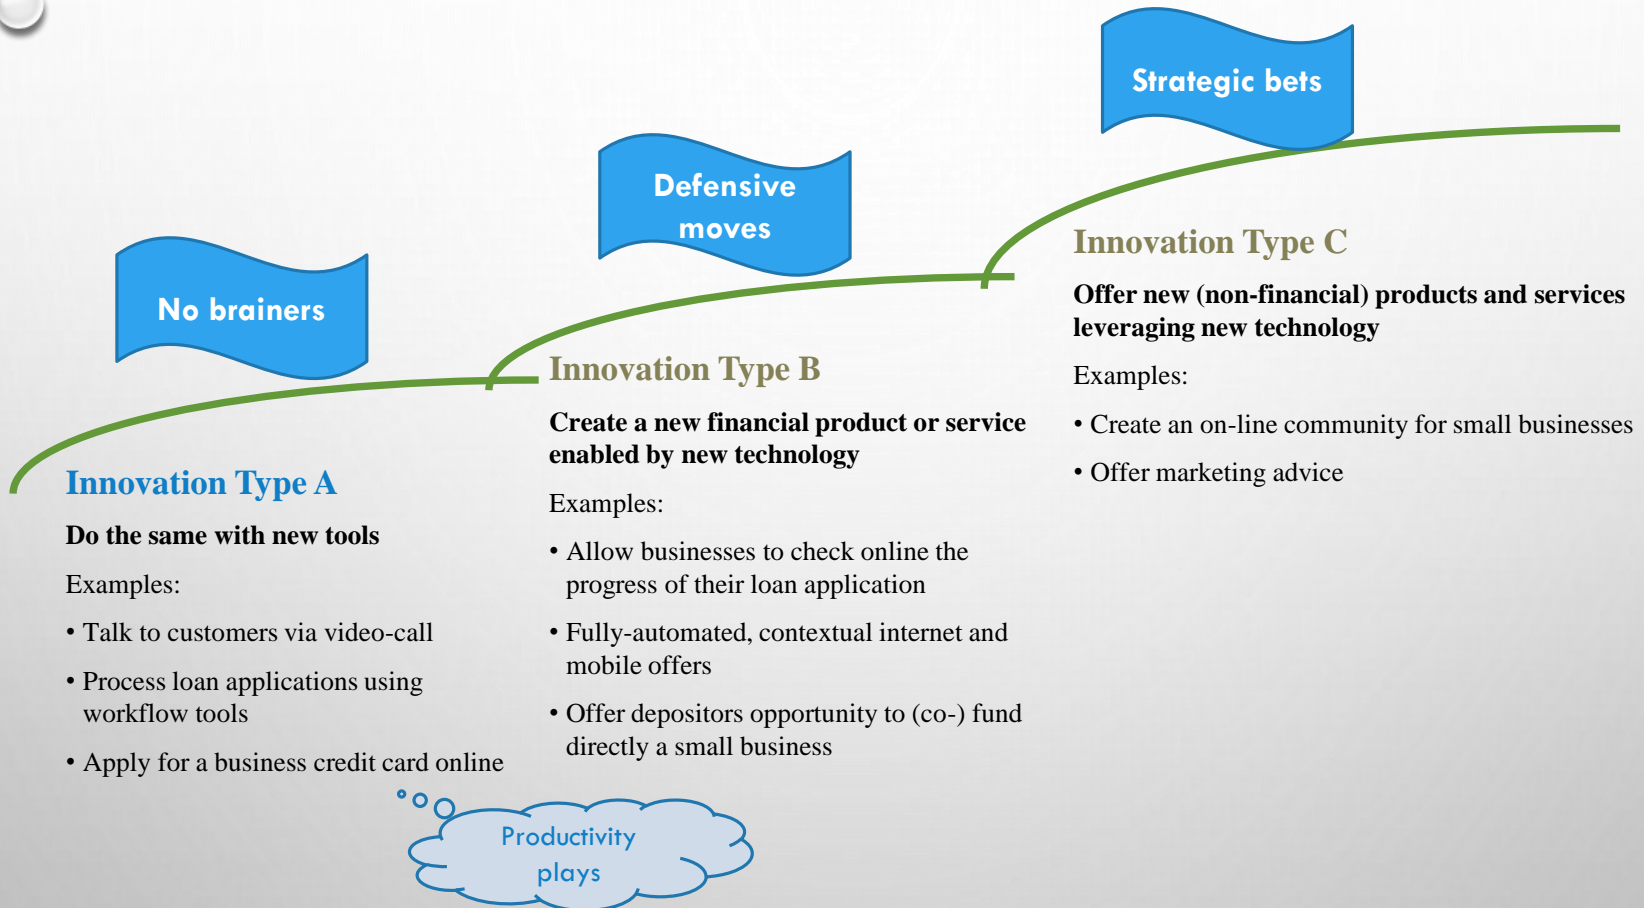 No brainers
Innovation Type A
Do the same with new tools
Examples:
• Talk to customers via video-call
• Process loan applications using
workflow tools
• Apply for a business credit card online
Productivity
plays
Defensive
moves
Innovation Type B
Create a new financial product or service
enabled by new technology
Examples:
• Allow businesses to check online the
progress of their loan application
• Fully-automated, contextual internet and
mobile offers
• Offer depositors opportunity to (co-) fund
directly a small business
Strategic bets
Innovation Type C
Offer new (non-financial) products and services
leveraging new technology
Examples:
• Create an on-line community for small businesses
• Offer marketing advice